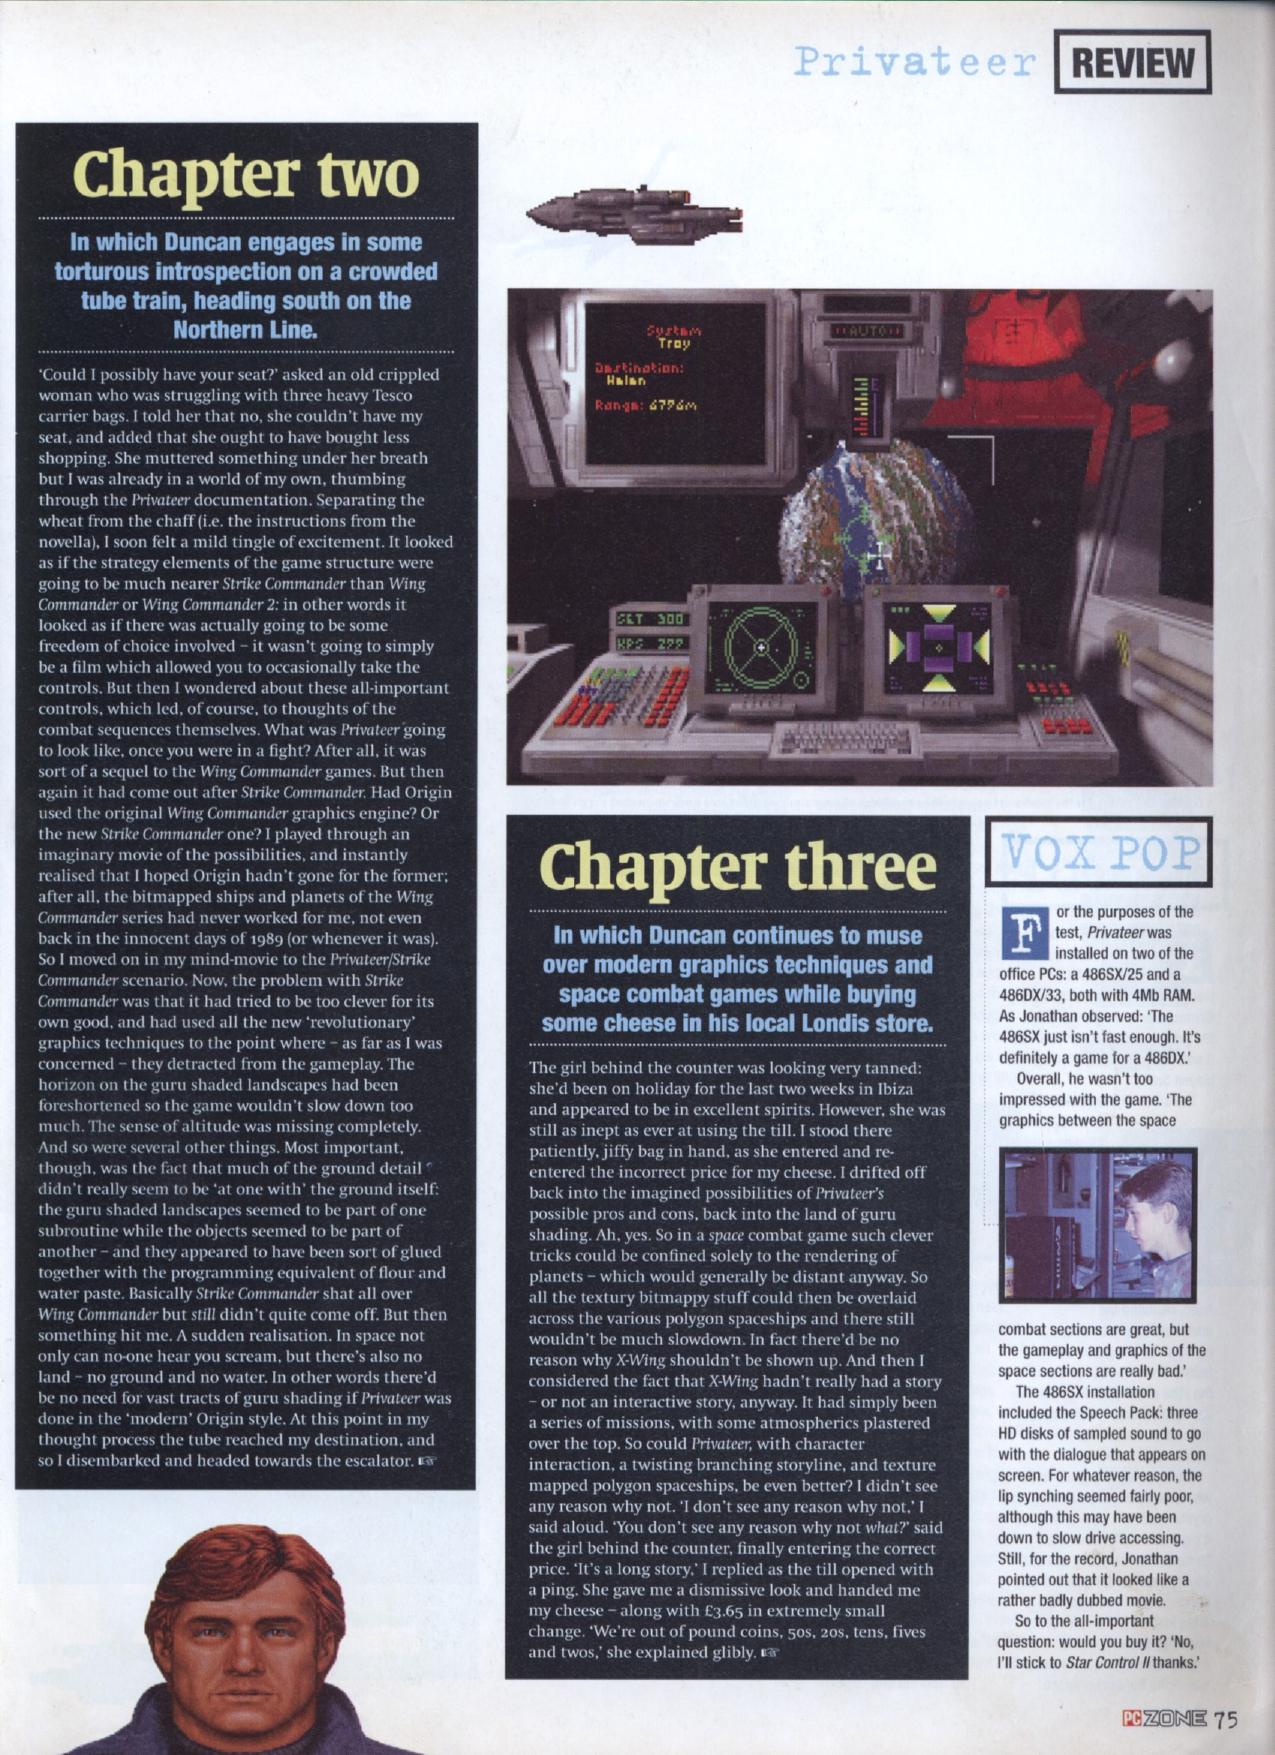 Privateer REVIEW
Chapter two
In which Duncan engages in some
torturous introspection on a crowded
tube train, heading south on the
Northern Line.
'Could I possibly have your seat?' asked an old crippled
woman who was struggling with three heavy Tesco
carrier bags. I told her that no, she couldn't have my
seat, and added that she ought to have bought less
shopping. She muttered something under her breath
but I was already in a world of my own, thumbing
through the Privateer documentation. Separating the
wheat from the chaff (i.e. the instructions from the
novella), I soon felt a mild tingle of excitement. It looked
as if the strategy elements of the game structure were
going to be much nearer Strike Commander than Wing
Commander or Wing Commander 2: in other words it
looked as if there was actually going to be some
freedom of choice involved – it wasn't going to simply
be a film which allowed you to occasionally take the
controls. But then I wondered about these all-important
controls, which led, of course, to thoughts of the
combat sequences themselves. What was Privateer going
to look like, once you were in a fight? After all, it was
sort of a sequel to the Wing Commander games. But then
again it had come out after Strike Commander. Had Origin
used the original Wing Commander graphics engine? Or
the new Strike Commander one? I played through an
imaginary movie of the possibilities, and instantly
realised that I hoped Origin hadn't gone for the former;
after all, the bitmapped ships and planets of the Wing
Commander series had never worked for me, not even
back in the innocent days of 1989 (or whenever it was).
So I moved on in my mind-movie to the Privateer/Strike
Commander scenario. Now, the problem with Strike
Commander was that it had tried to be too clever for its
own good, and had used all the new 'revolutionary'
graphics techniques to the point where – as far as I was
concerned – they detracted from the gameplay. The
horizon on the guru shaded landscapes had been
foreshortened so the game wouldn't slow down too
much. The sense of altitude was missing completely.
And so were several other things. Most important,
though, was the fact that much of the ground detail
didn't really seem to be 'at one with' the ground itself:
the guru shaded landscapes seemed to be part of one
subroutine while the objects seemed to be part of
another – and they appeared to have been sort of glued
together with the programming equivalent of flour and
water paste. Basically Strike Commander shat all over
Wing Commander but still didn't quite come off. But then
something hit me. A sudden realisation. In space not
only can no-one hear you scream, but there's also no
land – no ground and no water. In other words there'd
be no need for vast tracts of guru shading if Privateer was
done in the 'modern' Origin style. At this point in my
thought process the tube reached my destination, and
so I disembarked and headed towards the escalator. ☞
System
Troy
Destination:
Helen
Range: 6796m
AUTO
E
SET 300
KPS 299
Chapter three
In which Duncan continues to muse
over modern graphics techniques and
space combat games while buying
some cheese in his local Londis store.
The girl behind the counter was looking very tanned:
she'd been on holiday for the last two weeks in Ibiza
and appeared to be in excellent spirits. However, she was
still as inept as ever at using the till. I stood there
patiently, jiffy bag in hand, as she entered and re-
entered the incorrect price for my cheese. I drifted off
back into the imagined possibilities of Privateer's
possible pros and cons, back into the land of guru
shading. Ah, yes. So in a space combat game such clever
tricks could be confined solely to the rendering of
planets – which would generally be distant anyway. So
all the textury bitmappy stuff could then be overlaid
across the various polygon spaceships and there still
wouldn't be much slowdown. In fact there'd be no
reason why X-Wing shouldn't be shown up. And then I
considered the fact that X-Wing hadn't really had a story
– or not an interactive story, anyway. It had simply been
a series of missions, with some atmospherics plastered
over the top. So could Privateer, with character
interaction, a twisting branching storyline, and texture
mapped polygon spaceships, be even better? I didn't see
any reason why not. 'I don't see any reason why not,' I
said aloud. 'You don't see any reason why not what?' said
the girl behind the counter, finally entering the correct
price. 'It's a long story,' I replied as the till opened with
a ping. She gave me a dismissive look and handed me
my cheese – along with £3.65 in extremely small
change. 'We're out of pound coins, 50s, 20s, tens, fives
and twos,' she explained glibly. ☞
VOX POP
For the purposes of the
test, Privateer was
installed on two of the
office PCs: a 486SX/25 and a
486DX/33, both with 4Mb RAM.
As Jonathan observed: 'The
486SX just isn't fast enough. It's
definitely a game for a 486DX.'
Overall, he wasn't too
impressed with the game. 'The
graphics between the space
combat sections are great, but
the gameplay and graphics of the
space sections are really bad.'
The 486SX installation
included the Speech Pack: three
HD disks of sampled sound to go
with the dialogue that appears on
screen. For whatever reason, the
lip synching seemed fairly poor,
although this may have been
down to slow drive accessing.
Still, for the record, Jonathan
pointed out that it looked like a
rather badly dubbed movie.
So to the all-important
question: would you buy it? 'No,
I'll stick to Star Control II thanks.'
PC ZONE 75